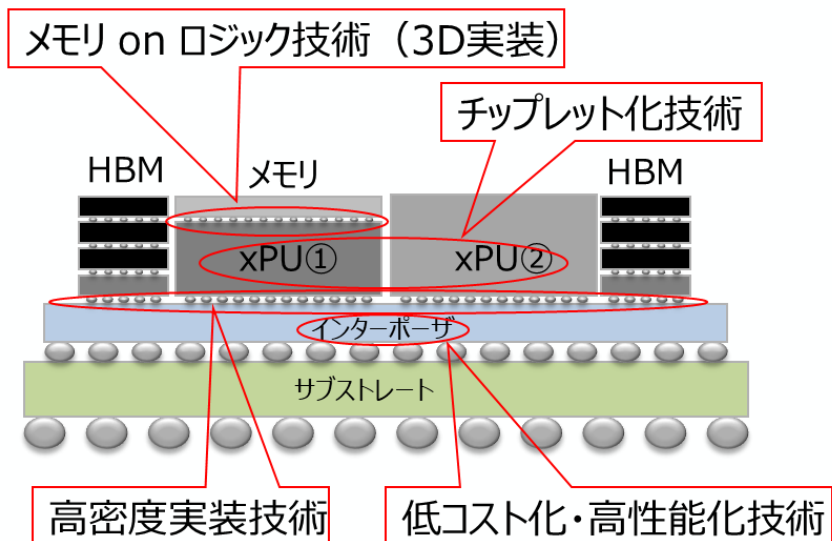 メモリ on ロジック技術（3D実装）
チップレット化技術
HBM
メモリ
HBM
xPU①
xPU②
インターポーザ
サブストレート
高密度実装技術
低コスト化・高性能化技術